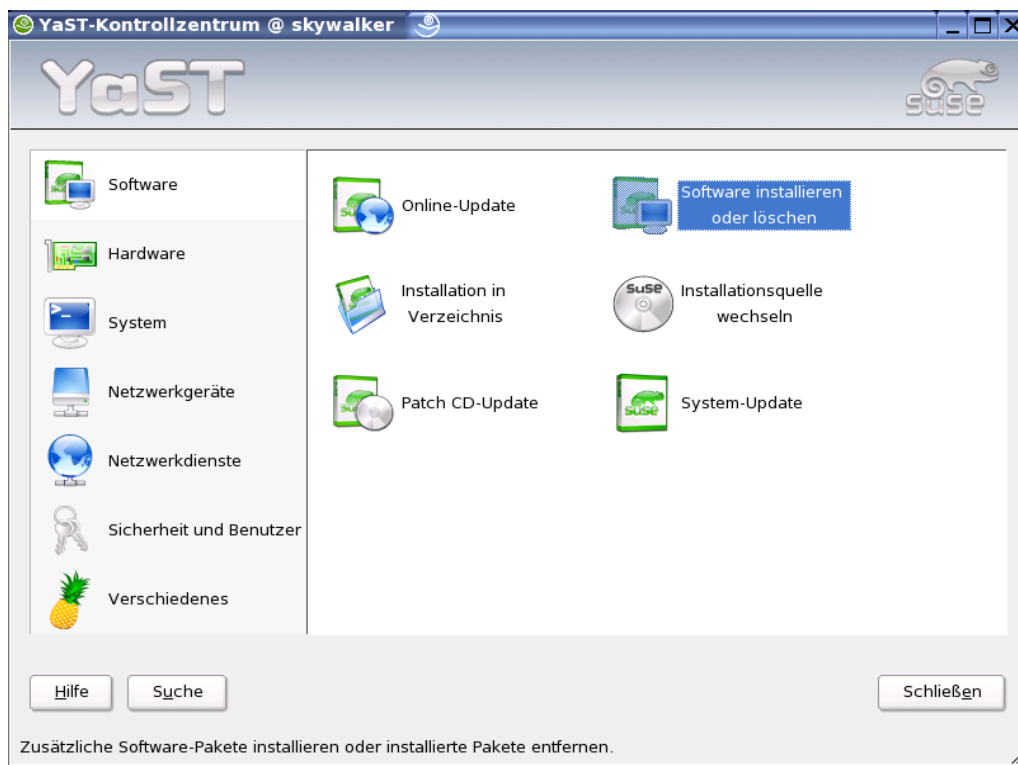 YaST-Kontrollzentrum @ skywalker
YaST
SUSE
Software
Hardware
System
Netzwerkgeräte
Netzwerkdienste
Sicherheit und Benutzer
Verschiedenes
Online-Update
Software installieren
oder löschen
Installation in
Verzeichnis
SUSE
Installationsquelle
wechseln
Patch CD-Update
SUSE
System-Update
Hilfe
Suche
Schließen
Zusätzliche Software-Pakete installieren oder installierte Pakete entfernen.